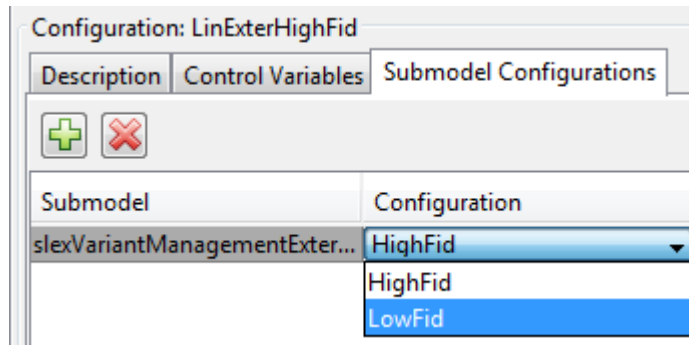 Configuration: LinExterHighFid
Description Control Variables Submodel Configurations
Submodel Configuration
slexVariantManagementExter... HighFid
HighFid
LowFid